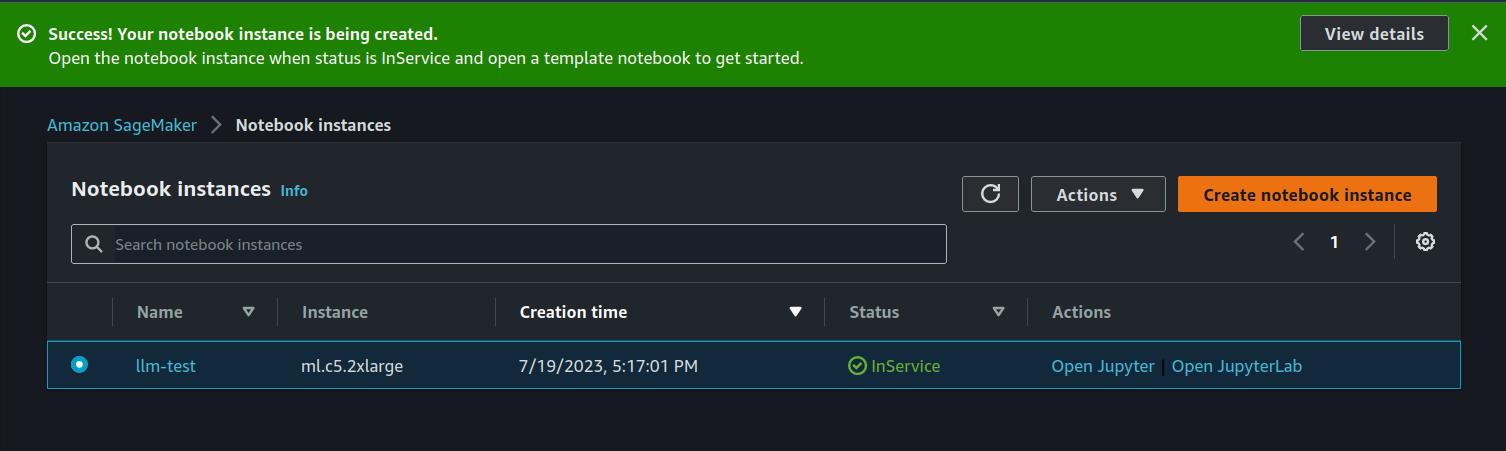 Success! Your notebook instance is being created.
View details
Open the notebook instance when status is InService and open a template notebook to get started.
Amazon SageMaker > Notebook instances
Notebook instances Info
Actions
Create notebook instance
Search notebook instances
1
Name Instance Creation time Status Actions
llm-test ml.c5.2xlarge 7/19/2023, 5:17:01 PM InService Open Jupyter | Open JupyterLab